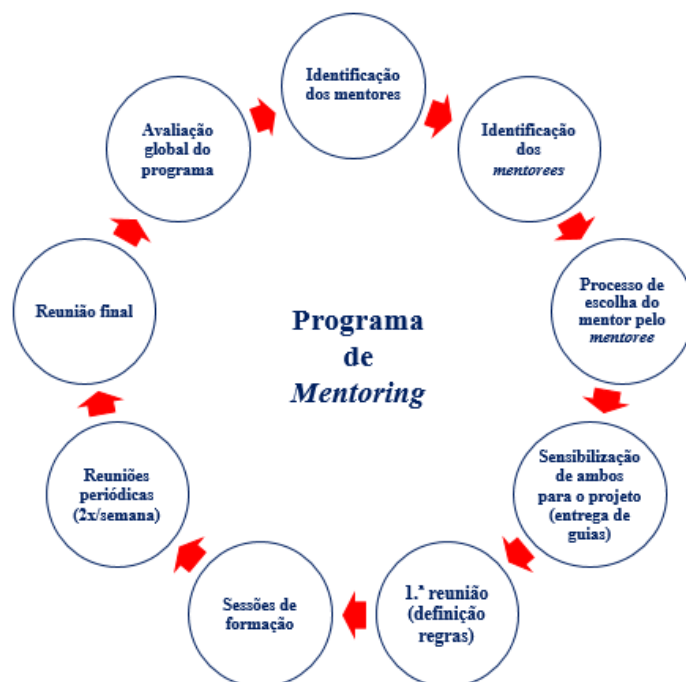 Identificação
dos mentores
Identificação
dos
mentorees
Processo de
escolha do
mentor pelo
mentoree
Sensibilização
de ambos
para o projeto
(entrega de
guias)
1.ª reunião
(definição
regras)
Sessões de
formação
Reuniões
periódicas
(2x/semana)
Reunião final
Avaliação
global do
programa
Programa
de
Mentoring